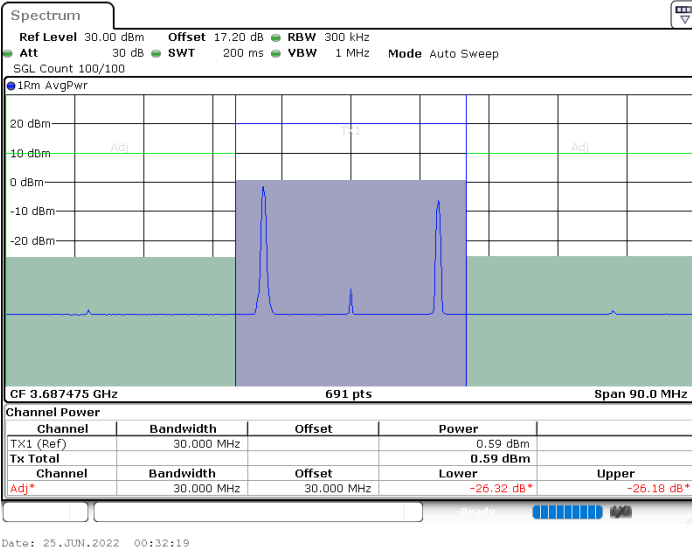 Spectrum
Ref Level 30.00 dBm Offset 17.20 dB RBW 300 kHz
Att 30 dB SWT 200 ms VBW 1 MHz Mode Auto Sweep
SGL Count 100/100
1Rm AvgPwr
20 dBm
TX1
Adj Adj
10 dBm
0 dBm
-10 dBm
-20 dBm
CF 3.687475 GHz 691 pts Span 90.0 MHz
Channel Power
Channel Bandwidth Offset Power
TX1 (Ref) 30.000 MHz 0.59 dBm
Tx Total 0.59 dBm
Channel Bandwidth Offset Lower Upper
Adj* 30.000 MHz 30.000 MHz -26.32 dB* -26.18 dB*
Ready
Date: 25.JUN.2022 00:32:19